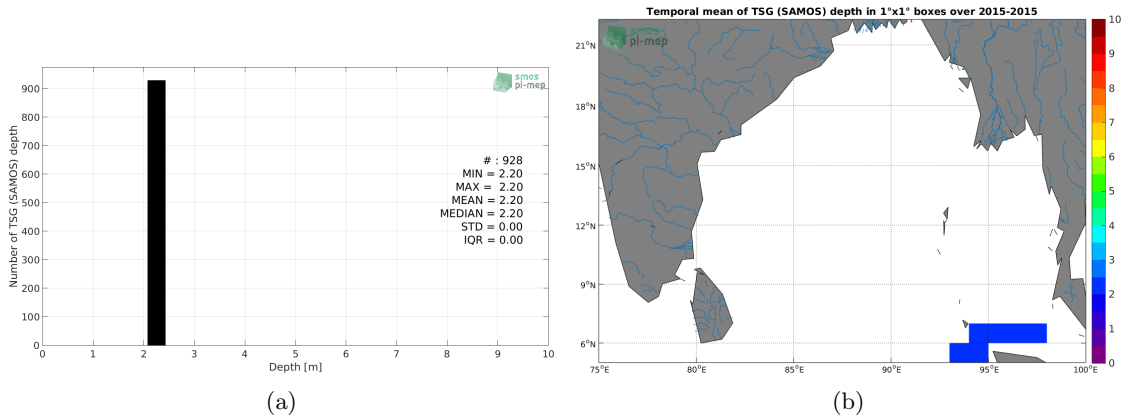 smos
pi-mep
Number of TSG (SAMOS) depth
900
800
700
600
500
400
300
200
100
0
# : 928
MIN = 2.20
MAX = 2.20
MEAN = 2.20
MEDIAN = 2.20
STD = 0.00
IQR = 0.00
0 1 2 3 4 5 6 7 8 9 10
Depth [m]
(a)
Temporal mean of TSG (SAMOS) depth in 1°x1° boxes over 2015-2015
smos
pi-mep
21°N
18°N
15°N
12°N
9°N
6°N
75°E 80°E 85°E 90°E 95°E 100°E
10
9
8
7
6
5
4
3
2
1
0
(b)